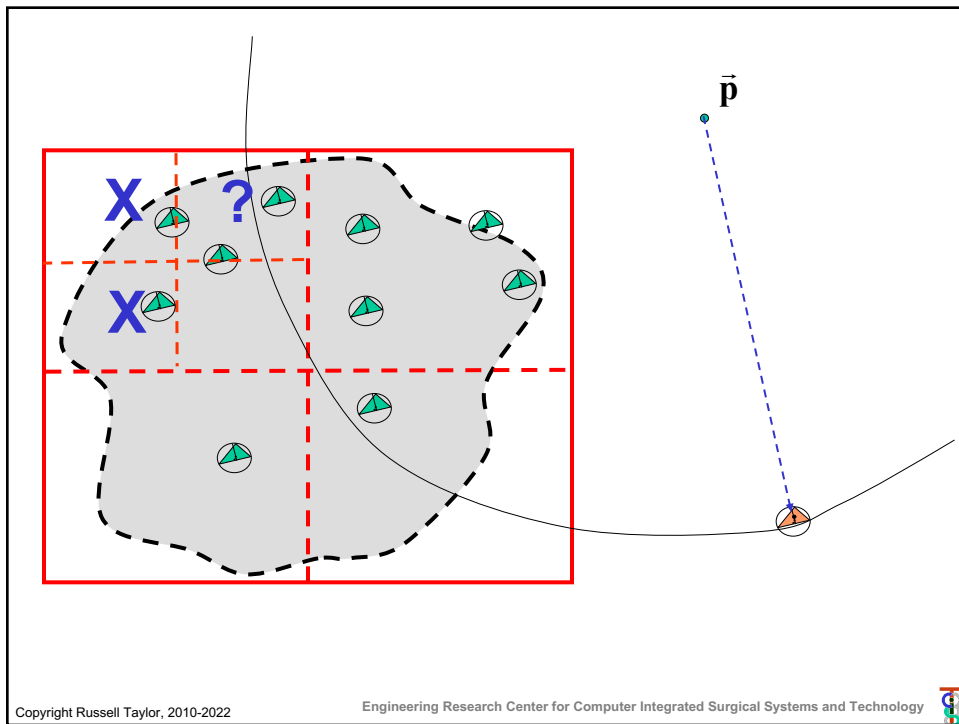 p⃗
X ?
X
Copyright Russell Taylor, 2010-2022
Engineering Research Center for Computer Integrated Surgical Systems and Technology